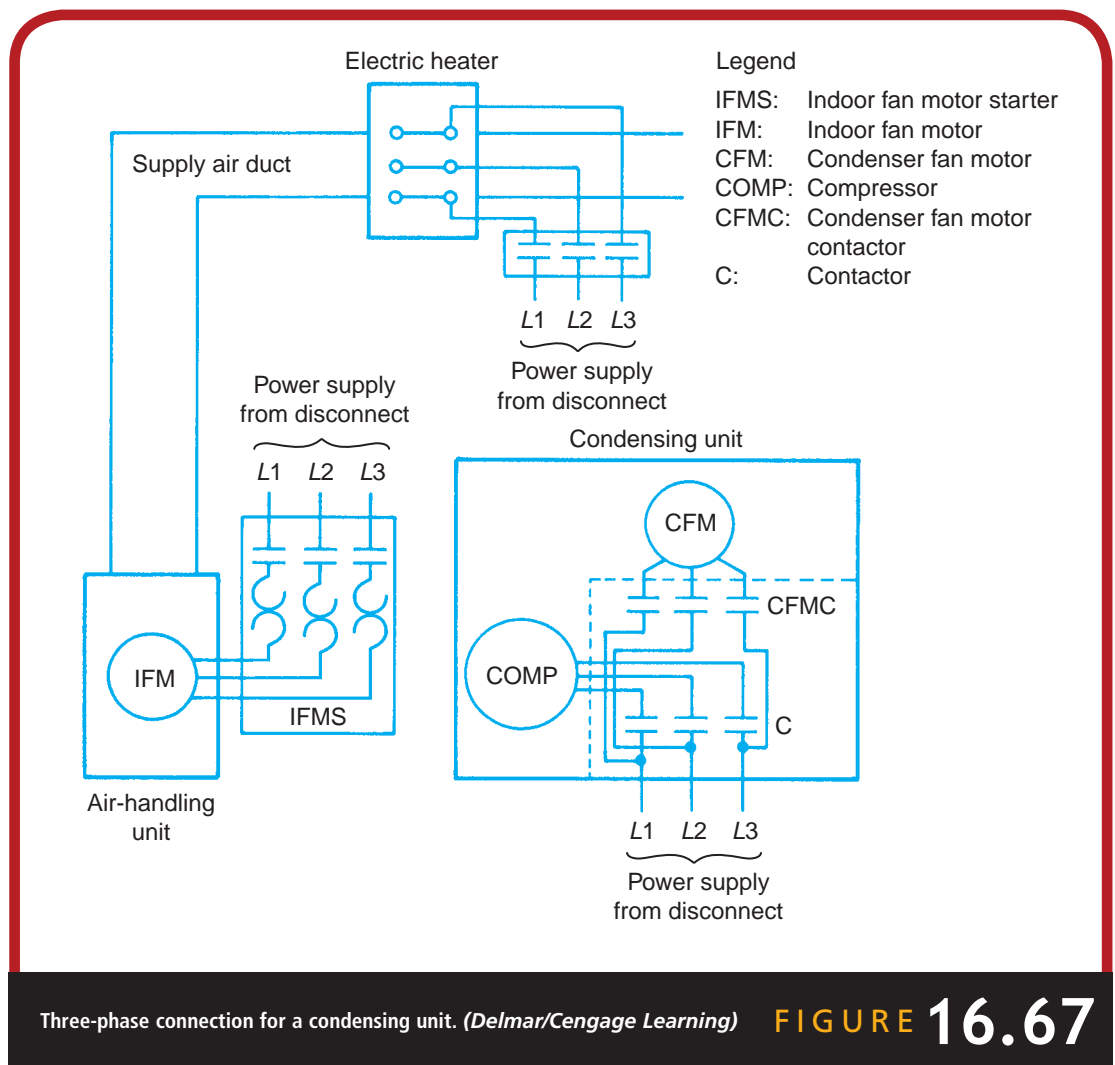 Electric heater
Legend
IFMS: Indoor fan motor starter
IFM: Indoor fan motor
CFM: Condenser fan motor
COMP: Compressor
CFMC: Condenser fan motor
contactor
C: Contactor
Supply air duct
L1 L2 L3
Power supply
from disconnect
Power supply
from disconnect
L1 L2 L3
IFM
IFMS
Air-handling
unit
Condensing unit
CFM
CFMC
COMP
C
L1 L2 L3
Power supply
from disconnect
Three-phase connection for a condensing unit. (Delmar/Cengage Learning) FIGURE 16.67